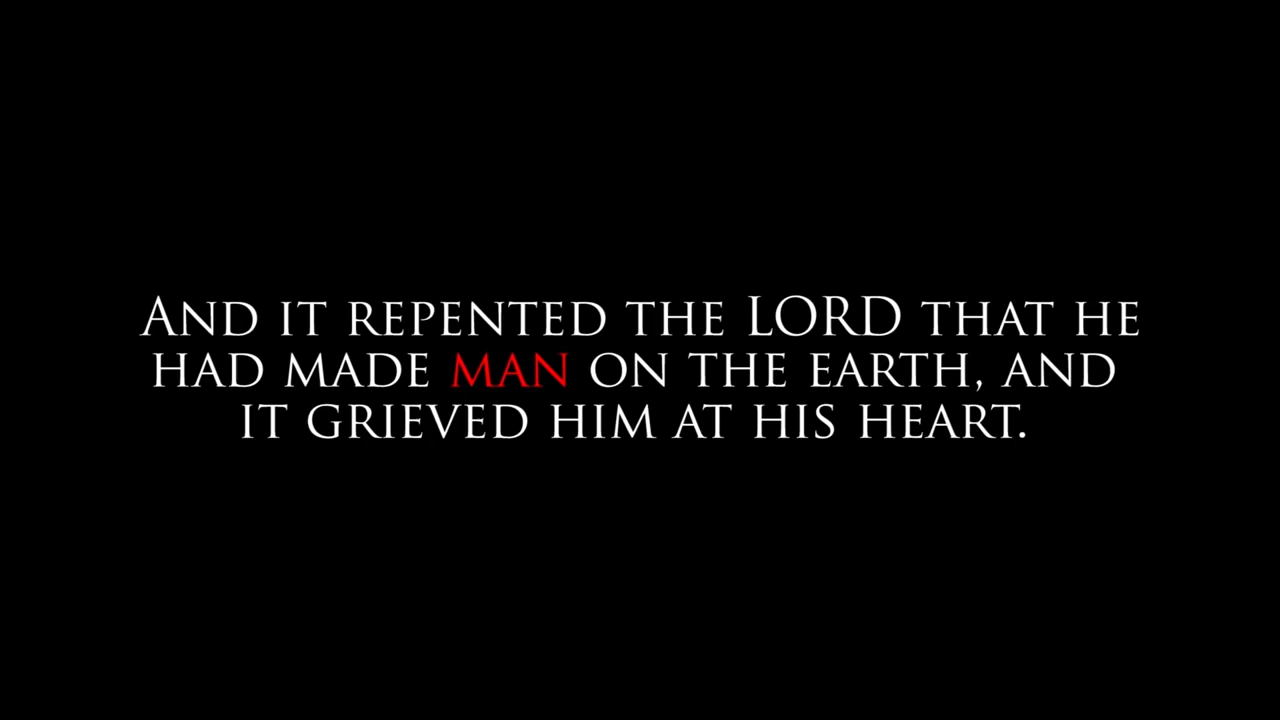 And it repented the LORD that he
had made man on the earth, and
it grieved him at his heart.